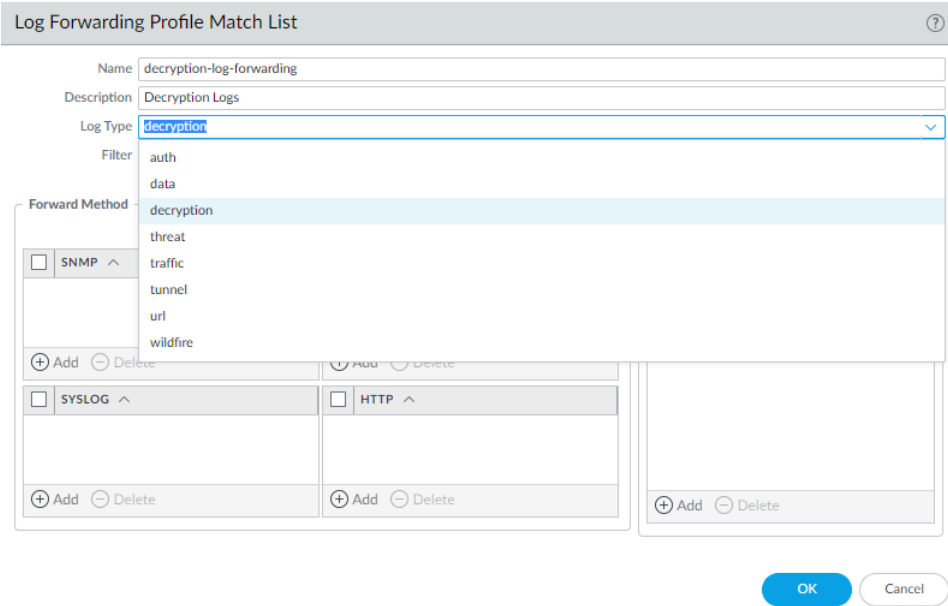 Log Forwarding Profile Match List
Name decryption-log-forwarding
Description Decryption Logs
Log Type decryption
Filter
auth
data
decryption
threat
traffic
tunnel
url
wildfire
Forward Method
SNMP
Add Delete
Add Delete
SYSLOG
HTTP
Add Delete
Add Delete
Add Delete
OK
Cancel